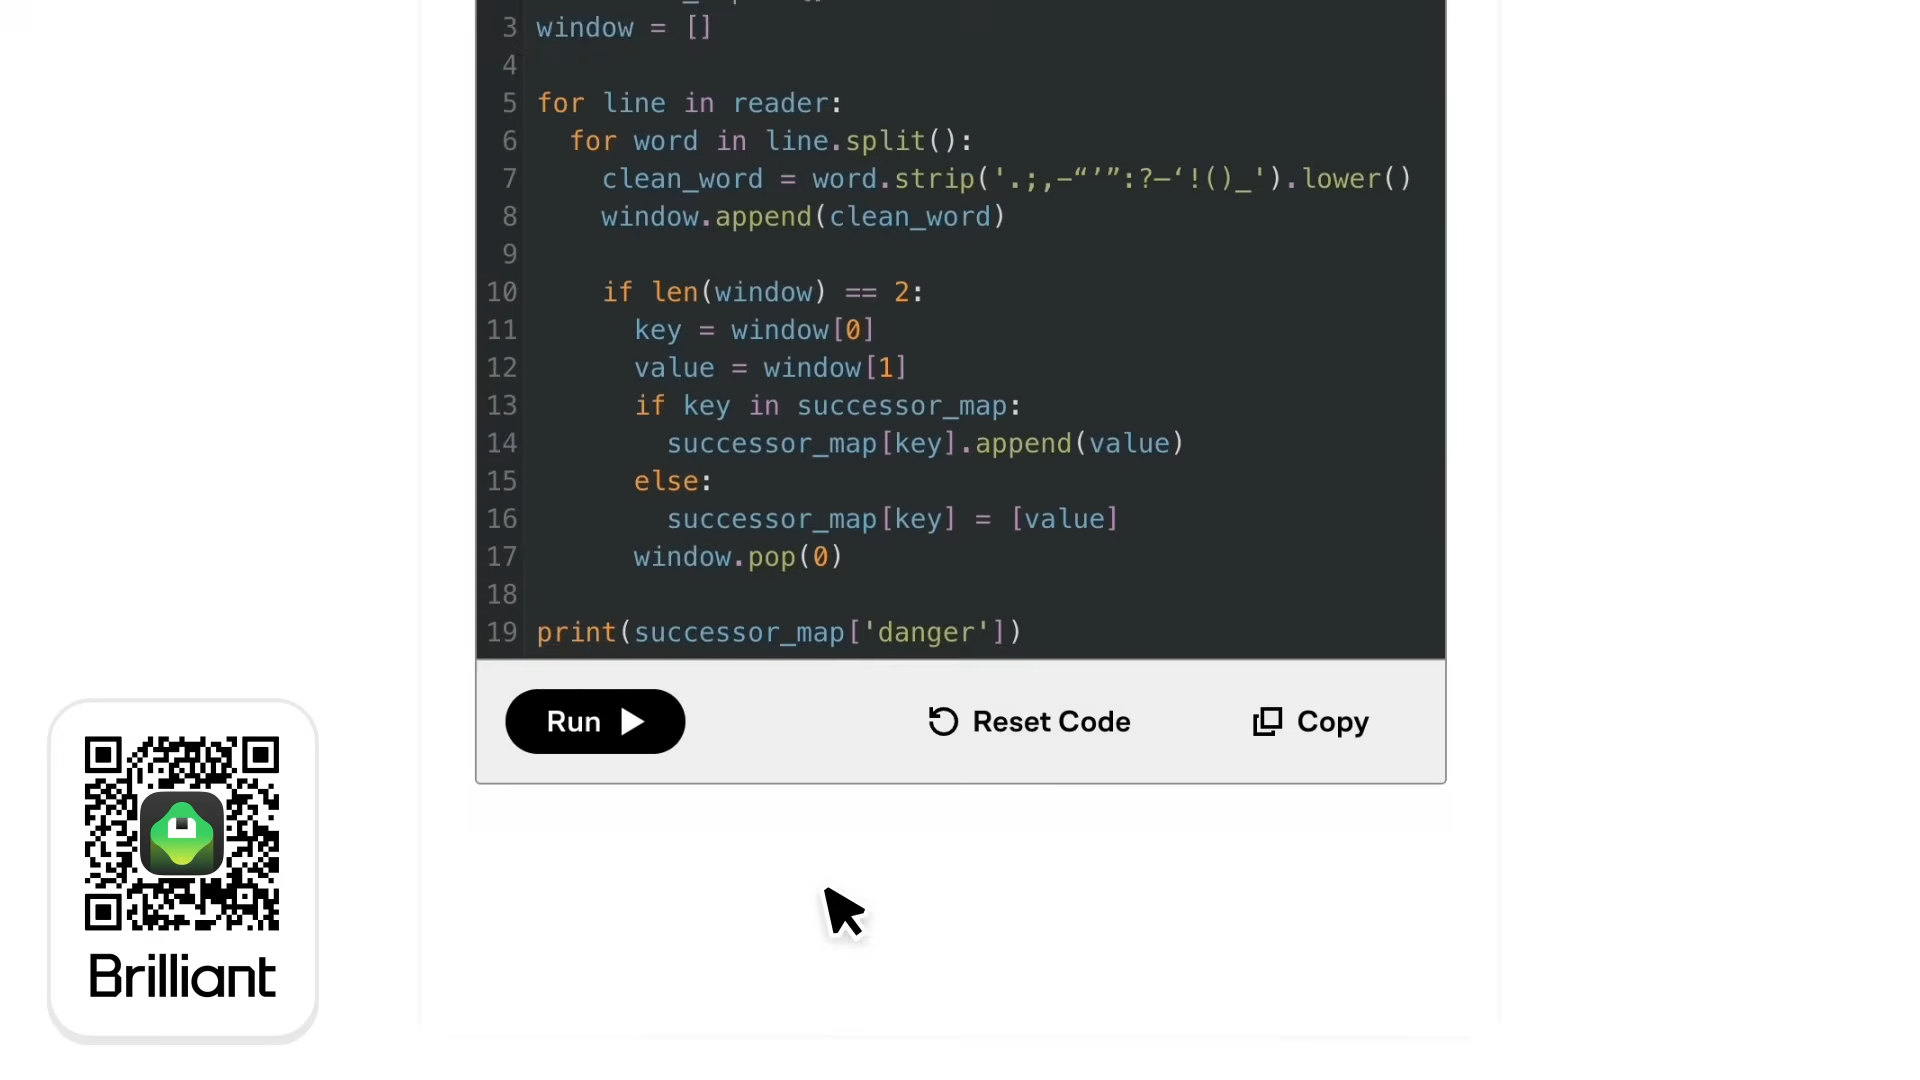 3 window = []
4
5 for line in reader:
6 for word in line.split():
7 clean_word = word.strip('.;,—“’”:?—‘!()_').lower()
8 window.append(clean_word)
9
10 if len(window) == 2:
11 key = window[0]
12 value = window[1]
13 if key in successor_map:
14 successor_map[key].append(value)
15 else:
16 successor_map[key] = [value]
17 window.pop(0)
18
19 print(successor_map['danger'])
Run
Reset Code
Copy
Brilliant